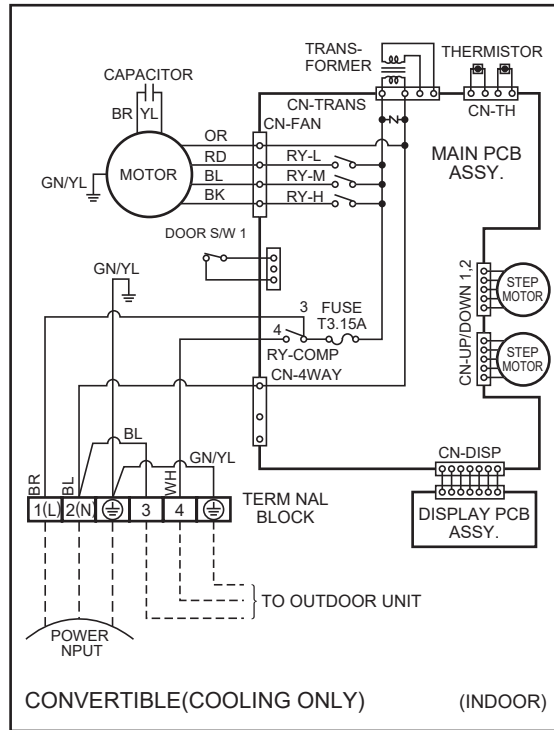 TRANS-
FORMER
THERMISTOR
CAPACITOR
BR YL
CN-TRANS
CN-TH
CN-FAN
OR
RD
BL
BK
RY-L
RY-M
RY-H
MOTOR
GN/YL
MAIN PCB
ASSY.
DOOR S/W 1
GN/YL
CN-UP/DOWN 1,2
STEP
MOTOR
STEP
MOTOR
3
4
FUSE
T3.15A
RY-COMP
CN-4WAY
BL
GN/YL
BR
BL
WH
CN-DISP
1(L) 2(N) 3 4
TERM NAL
BLOCK
DISPLAY PCB
ASSY.
TO OUTDOOR UNIT
POWER
NPUT
CONVERTIBLE(COOLING ONLY) (INDOOR)